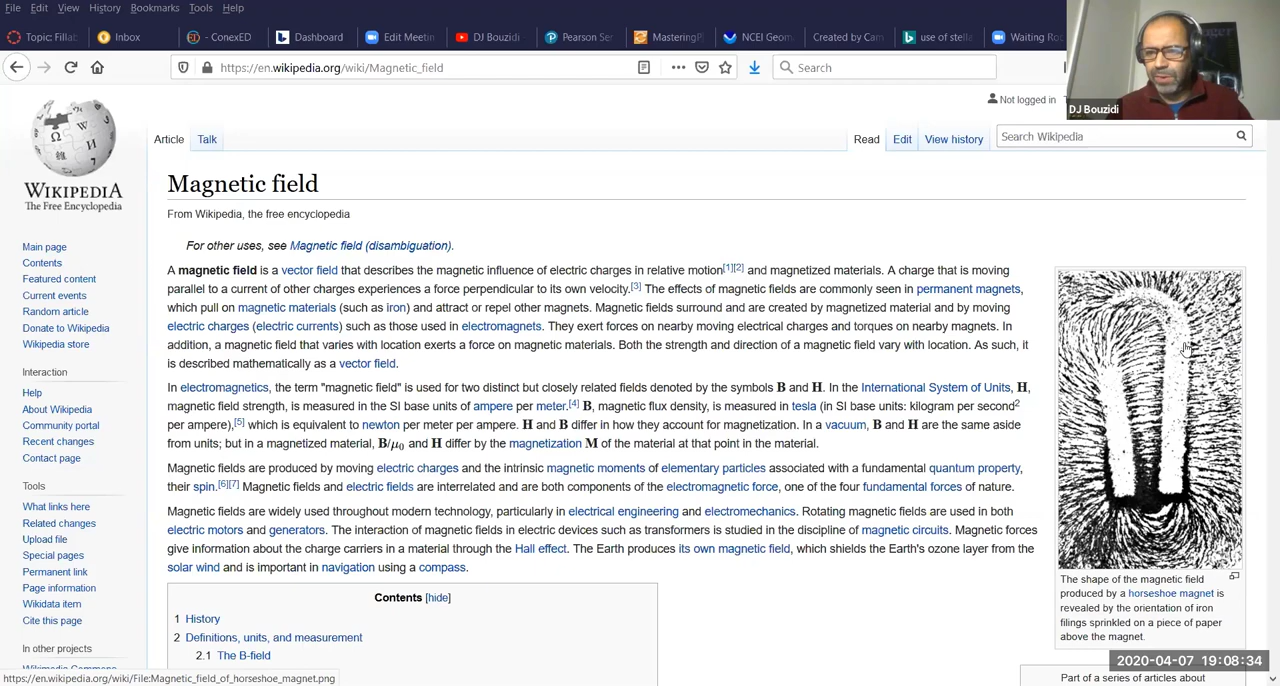 File Edit View History Bookmarks Tools Help
Topic: Fillab Inbox - ConexED Dashboard Edit Meetin DJ Bouzidi Pearson Ser MasteringP NCEI Geom Created by Cam use of stella Waiting Roo
https://en.wikipedia.org/wiki/Magnetic_field Search
DJ Bouzidi
Not logged in
Article Talk Read Edit View history Search Wikipedia
WIKIPEDIA
The Free Encyclopedia
Magnetic field
From Wikipedia, the free encyclopedia
For other uses, see Magnetic field (disambiguation).
A magnetic field is a vector field that describes the magnetic influence of electric charges in relative motion[1][2] and magnetized materials. A charge that is moving
parallel to a current of other charges experiences a force perpendicular to its own velocity.[3] The effects of magnetic fields are commonly seen in permanent magnets,
which pull on magnetic materials (such as iron) and attract or repel other magnets. Magnetic fields surround and are created by magnetized material and by moving
electric charges (electric currents) such as those used in electromagnets. They exert forces on nearby moving electrical charges and torques on nearby magnets. In
addition, a magnetic field that varies with location exerts a force on magnetic materials. Both the strength and direction of a magnetic field vary with location. As such, it
is described mathematically as a vector field.
In electromagnetics, the term "magnetic field" is used for two distinct but closely related fields denoted by the symbols B and H. In the International System of Units, H,
magnetic field strength, is measured in the SI base units of ampere per meter.[4] B, magnetic flux density, is measured in tesla (in SI base units: kilogram per second2
per ampere),[5] which is equivalent to newton per meter per ampere. H and B differ in how they account for magnetization. In a vacuum, B and H are the same aside
from units; but in a magnetized material, B/μ0 and H differ by the magnetization M of the material at that point in the material.
Magnetic fields are produced by moving electric charges and the intrinsic magnetic moments of elementary particles associated with a fundamental quantum property,
their spin.[6][7] Magnetic fields and electric fields are interrelated and are both components of the electromagnetic force, one of the four fundamental forces of nature.
Magnetic fields are widely used throughout modern technology, particularly in electrical engineering and electromechanics. Rotating magnetic fields are used in both
electric motors and generators. The interaction of magnetic fields in electric devices such as transformers is studied in the discipline of magnetic circuits. Magnetic forces
give information about the charge carriers in a material through the Hall effect. The Earth produces its own magnetic field, which shields the Earth's ozone layer from the
solar wind and is important in navigation using a compass.
Contents [hide]
1 History
2 Definitions, units, and measurement
2.1 The B-field
Main page
Contents
Featured content
Current events
Random article
Donate to Wikipedia
Wikipedia store
Interaction
Help
About Wikipedia
Community portal
Recent changes
Contact page
Tools
What links here
Related changes
Upload file
Special pages
Permanent link
Page information
Wikidata item
Cite this page
In other projects
Wikimedia Commons
The shape of the magnetic field
produced by a horseshoe magnet is
revealed by the orientation of iron
filings sprinkled on a piece of paper
above the magnet.
2020-04-07 19:08:34
Part of a series of articles about
https://en.wikipedia.org/wiki/File:Magnetic_field_of_horseshoe_magnet.png